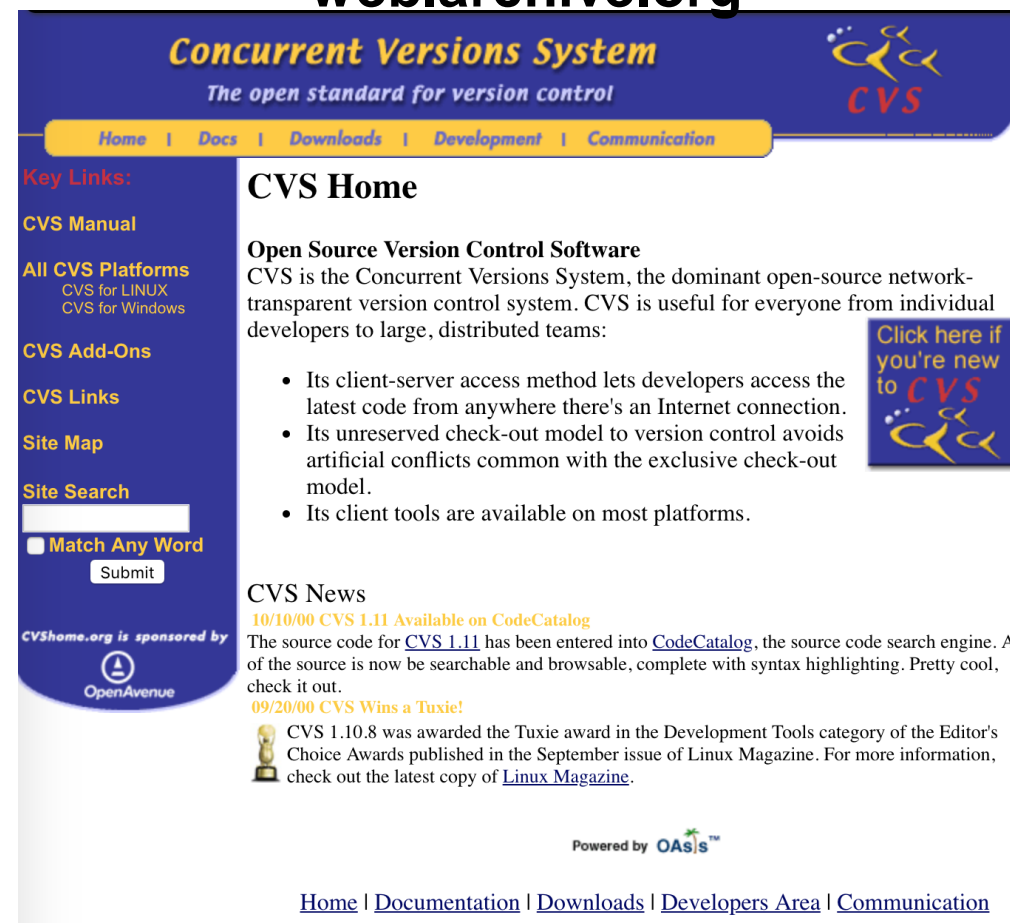 web.archive.org
Concurrent Versions System
The open standard for version control
CVS
Home | Docs | Downloads | Development | Communication
Key Links:
CVS Manual
All CVS Platforms
CVS for LINUX
CVS for Windows
CVS Add-Ons
CVS Links
Site Map
Site Search
Match Any Word
Submit
CVShome.org is sponsored by
OpenAvenue
CVS Home
Open Source Version Control Software
CVS is the Concurrent Versions System, the dominant open-source network-
transparent version control system. CVS is useful for everyone from individual
developers to large, distributed teams:
Click here if
you're new
to CVS
• Its client-server access method lets developers access the
latest code from anywhere there's an Internet connection.
• Its unreserved check-out model to version control avoids
artificial conflicts common with the exclusive check-out
model.
• Its client tools are available on most platforms.
CVS News
10/10/00 CVS 1.11 Available on CodeCatalog
The source code for CVS 1.11 has been entered into CodeCatalog, the source code search engine.
of the source is now be searchable and browsable, complete with syntax highlighting. Pretty cool,
check it out.
09/20/00 CVS Wins a Tuxie!
CVS 1.10.8 was awarded the Tuxie award in the Development Tools category of the Editor's
Choice Awards published in the September issue of Linux Magazine. For more information,
check out the latest copy of Linux Magazine.
Powered by OAsis™
Home | Documentation | Downloads | Developers Area | Communication